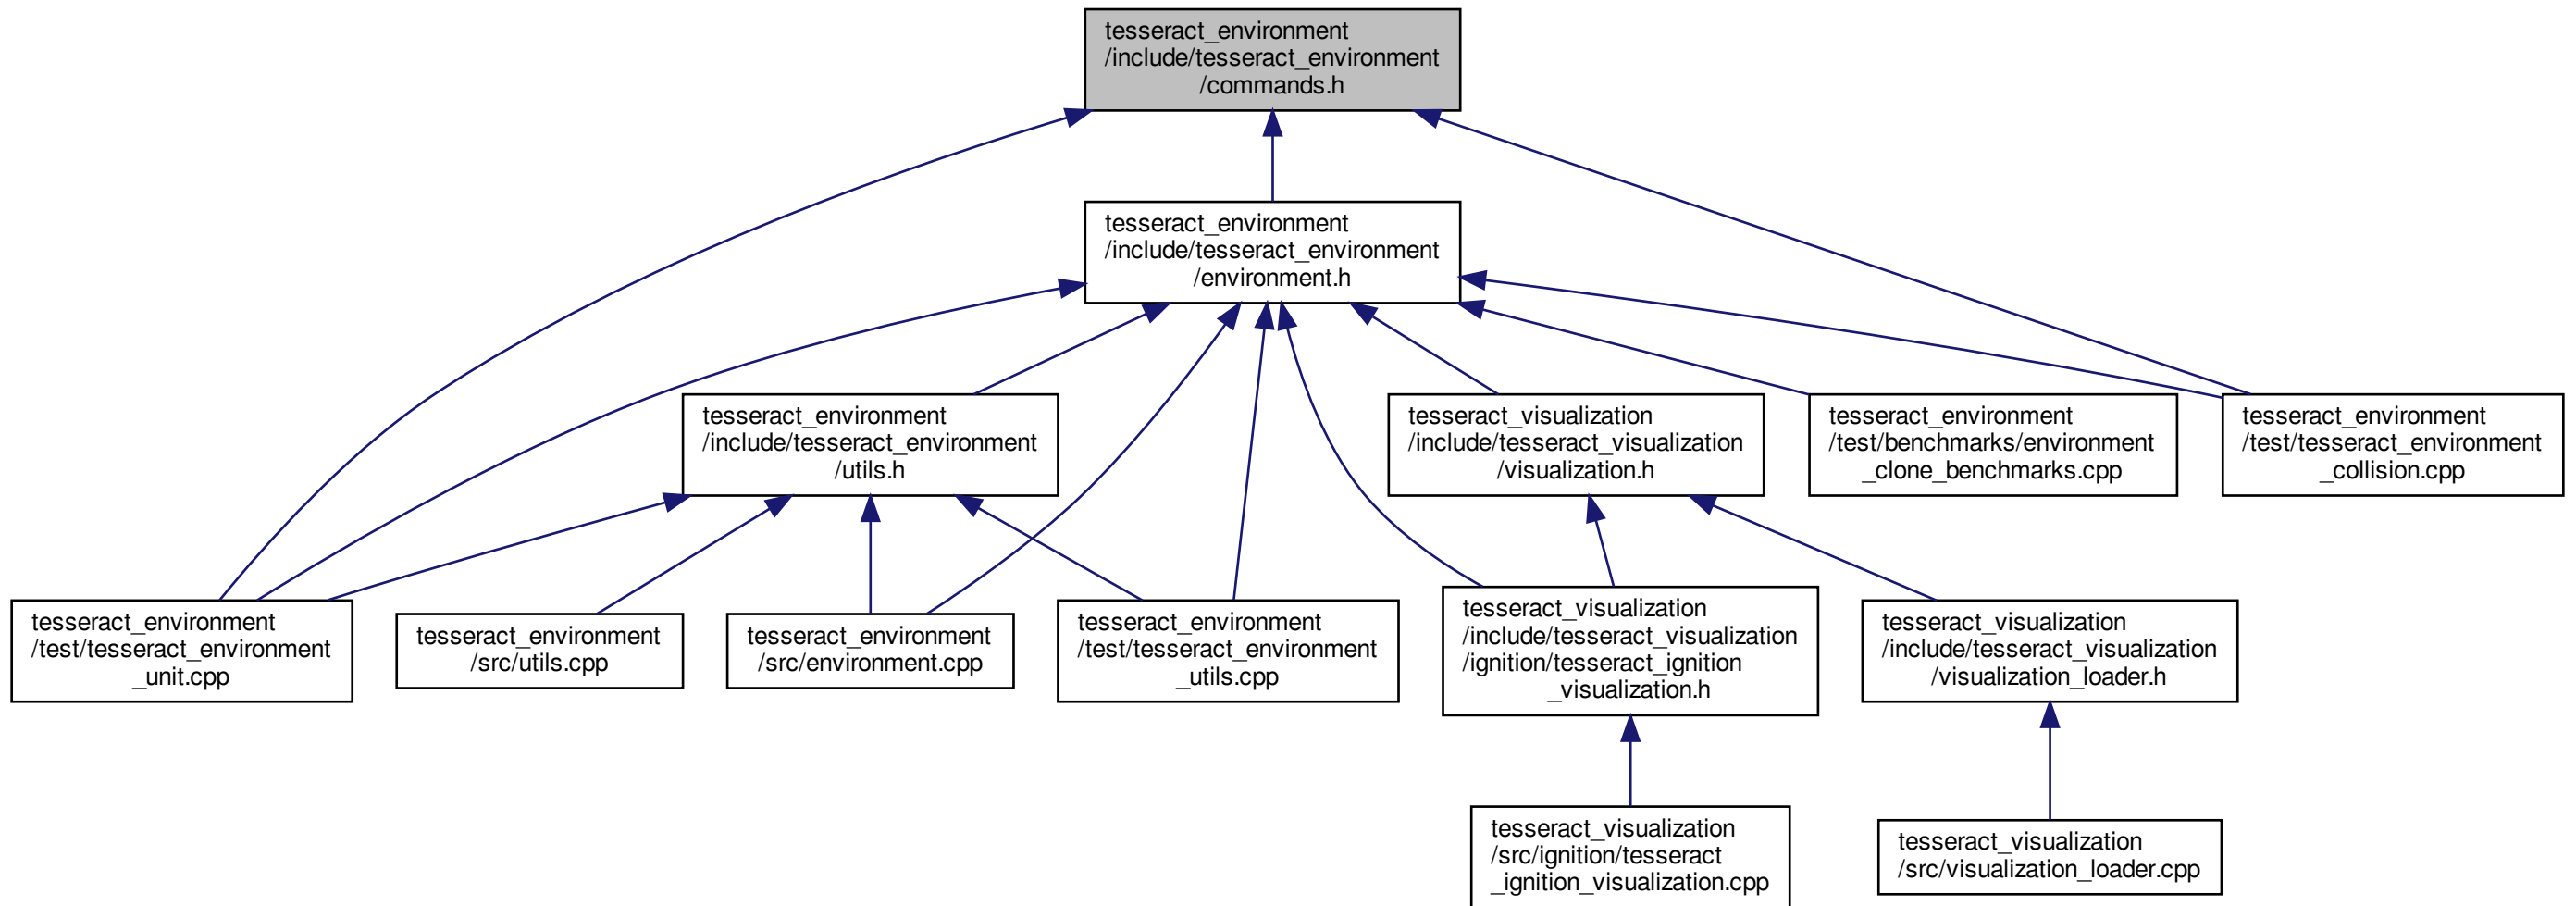 tesseract_environment
/include/tesseract_environment
/commands.h
tesseract_environment
/include/tesseract_environment
/environment.h
tesseract_environment
/include/tesseract_environment
/utils.h
tesseract_visualization
/include/tesseract_visualization
/visualization.h
tesseract_environment
/test/benchmarks/environment
_clone_benchmarks.cpp
tesseract_environment
/test/tesseract_environment
_collision.cpp
tesseract_environment
/test/tesseract_environment
_unit.cpp
tesseract_environment
/src/utils.cpp
tesseract_environment
/src/environment.cpp
tesseract_environment
/test/tesseract_environment
_utils.cpp
tesseract_visualization
/include/tesseract_visualization
/ignition/tesseract_ignition
_visualization.h
tesseract_visualization
/include/tesseract_visualization
/visualization_loader.h
tesseract_visualization
/src/ignition/tesseract
_ignition_visualization.cpp
tesseract_visualization
/src/visualization_loader.cpp